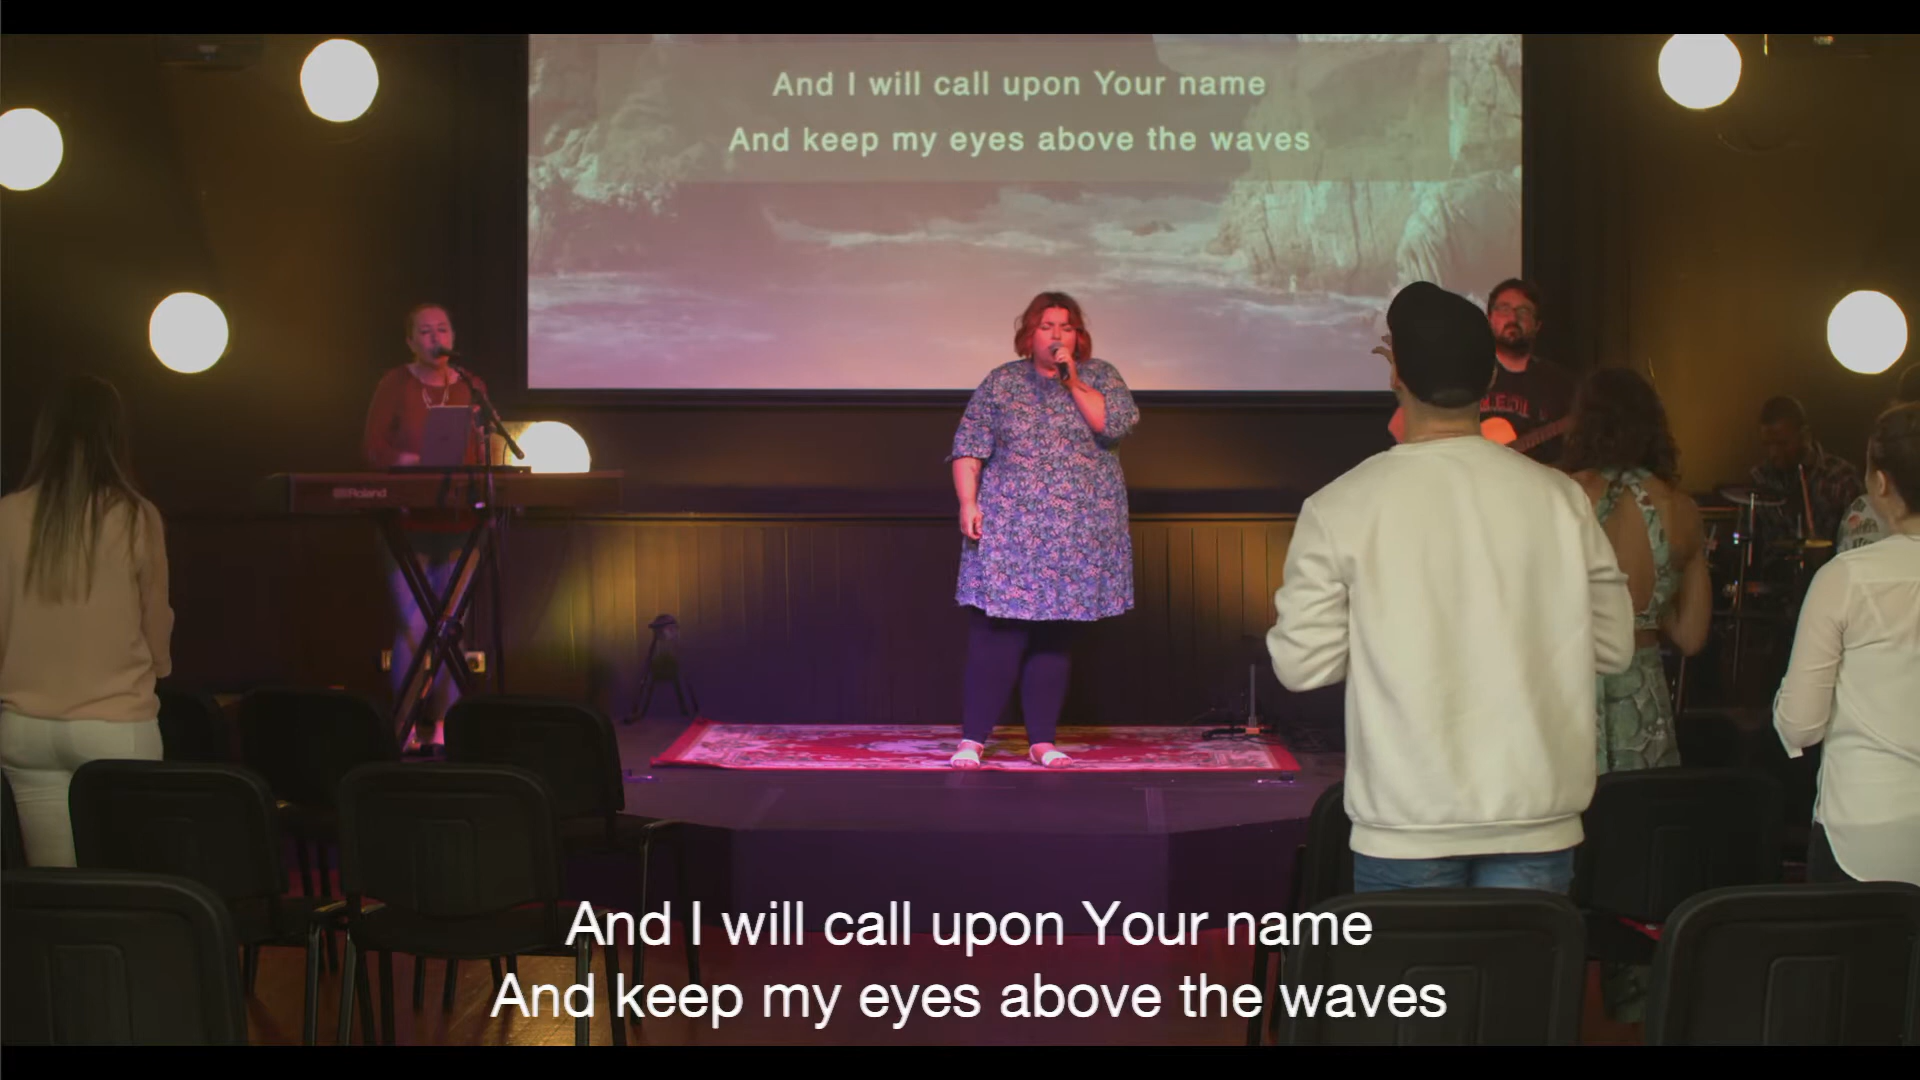 And I will call upon Your name
And keep my eyes above the waves
Roland
And I will call upon Your name
And keep my eyes above the waves